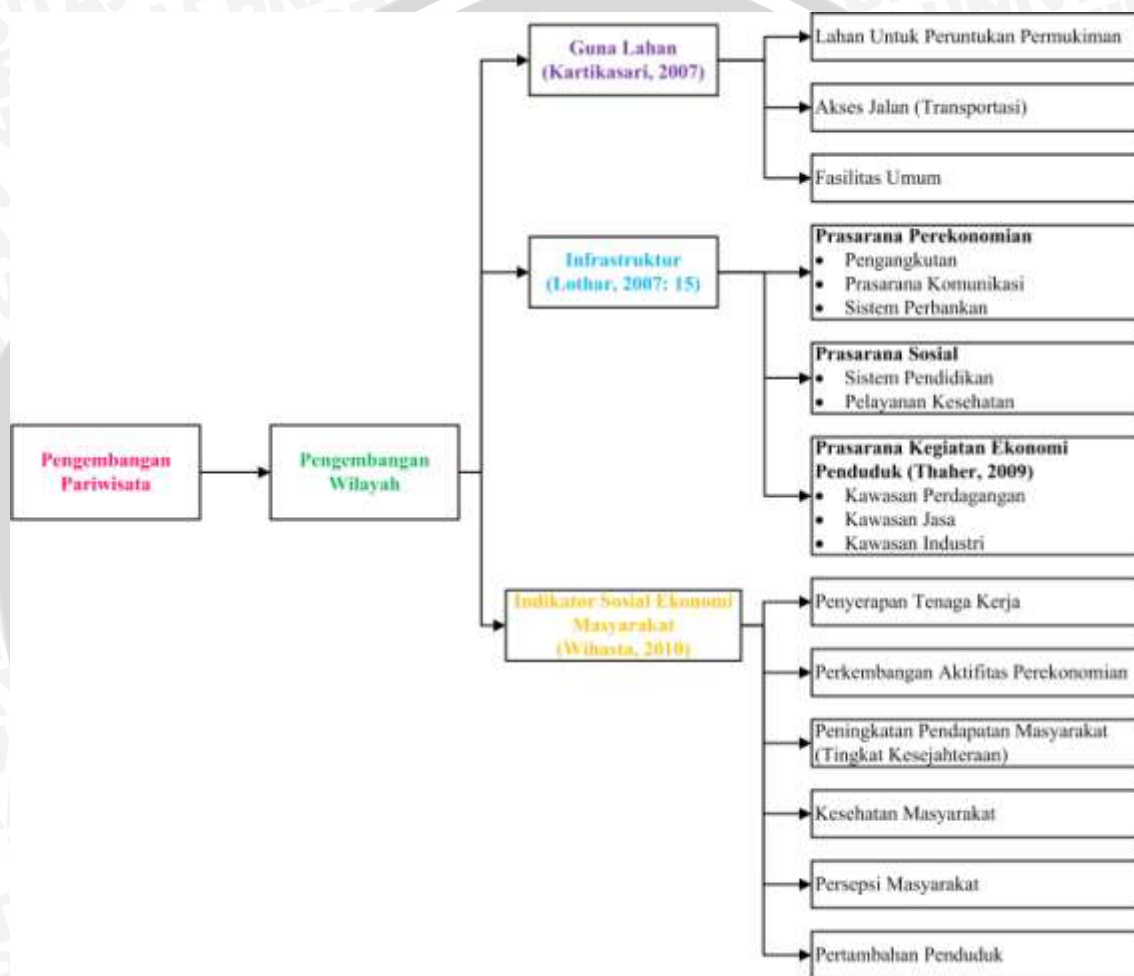 Guna Lahan
(Kartikasari, 2007)
Lahan Untuk Peruntukan Permukiman
Akses Jalan (Transportasi)
Fasilitas Umum
Infrastruktur
(Lothar, 2007: 15)
Prasarana Perekonomian
• Pengangkutan
• Prasarana Komunikasi
• Sistem Perbankan
Prasarana Sosial
• Sistem Pendidikan
• Pelayanan Kesehatan
Prasarana Kegiatan Ekonomi
Penduduk (Thaher, 2009)
• Kawasan Perdagangan
• Kawasan Jasa
• Kawasan Industri
Pengembangan
Pariwisata
Pengembangan
Wilayah
Indikator Sosial Ekonomi
Masyarakat
(Wihasta, 2010)
Penyerapan Tenaga Kerja
Perkembangan Aktifitas Perekonomian
Peningkatan Pendapatan Masyarakat
(Tingkat Kesejahteraan)
Kesehatan Masyarakat
Persepsi Masyarakat
Pertambahan Penduduk